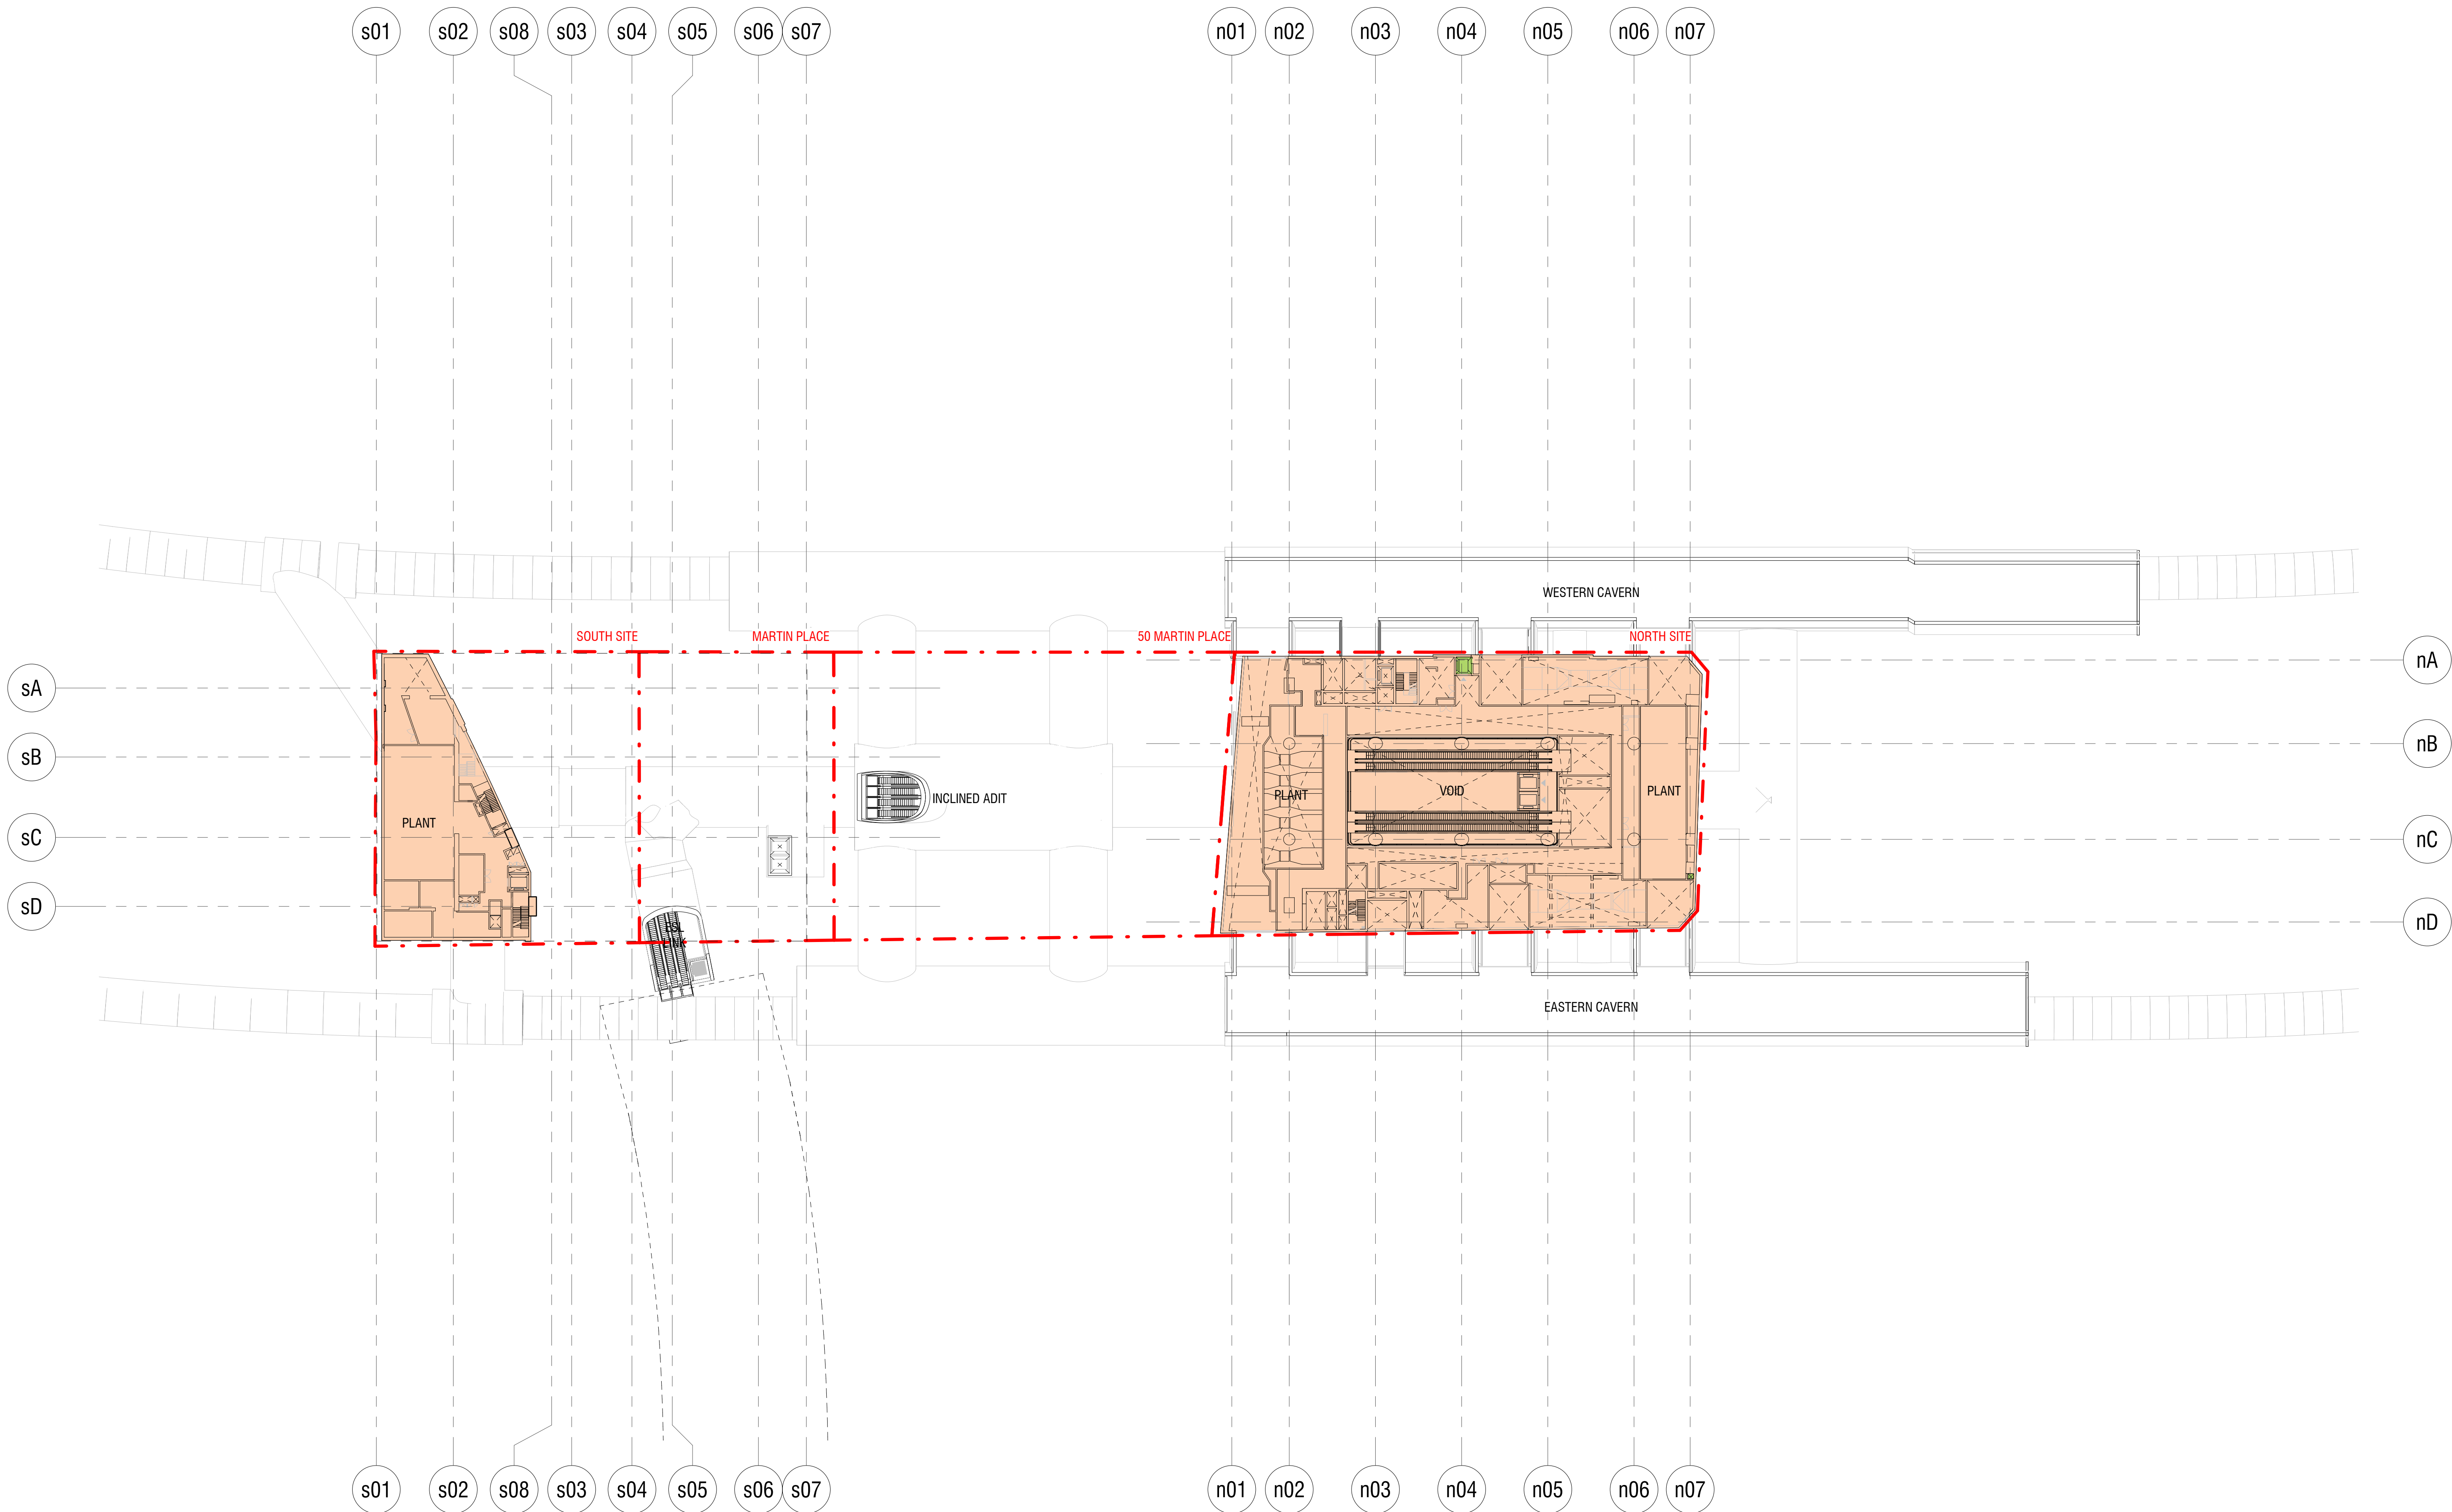 s01 s02 s08 s03 s04 s05 s06 s07 n01 n02 n03 n04 n05 n06 n07
WESTERN CAVERN
SOUTH SITE MARTIN PLACE 50 MARTIN PLACE NORTH SITE
nA
sA
nB
sB
VOID PLANT
PLANT
INCLINED ADIT
PLANT
sC nC
sD
nD
ESL
LINK
EASTERN CAVERN
s01 s02 s08 s03 s04 s05 s06 s07 n01 n02 n03 n04 n05 n06 n07